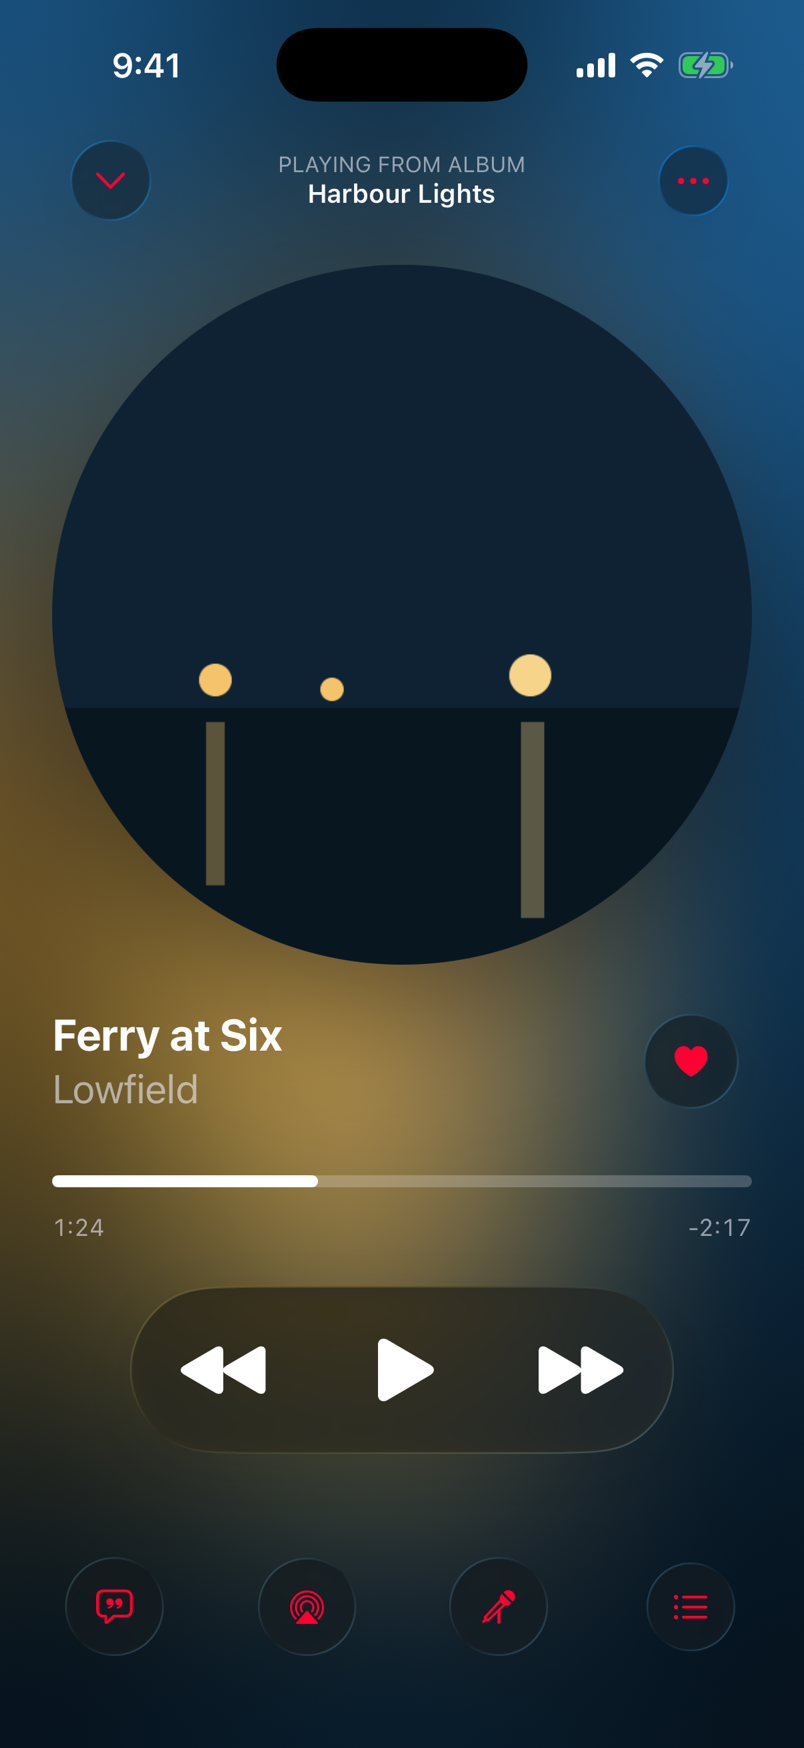 9:41
PLAYING FROM ALBUM
Harbour Lights
Ferry at Six
Lowfield
1:24
-2:17